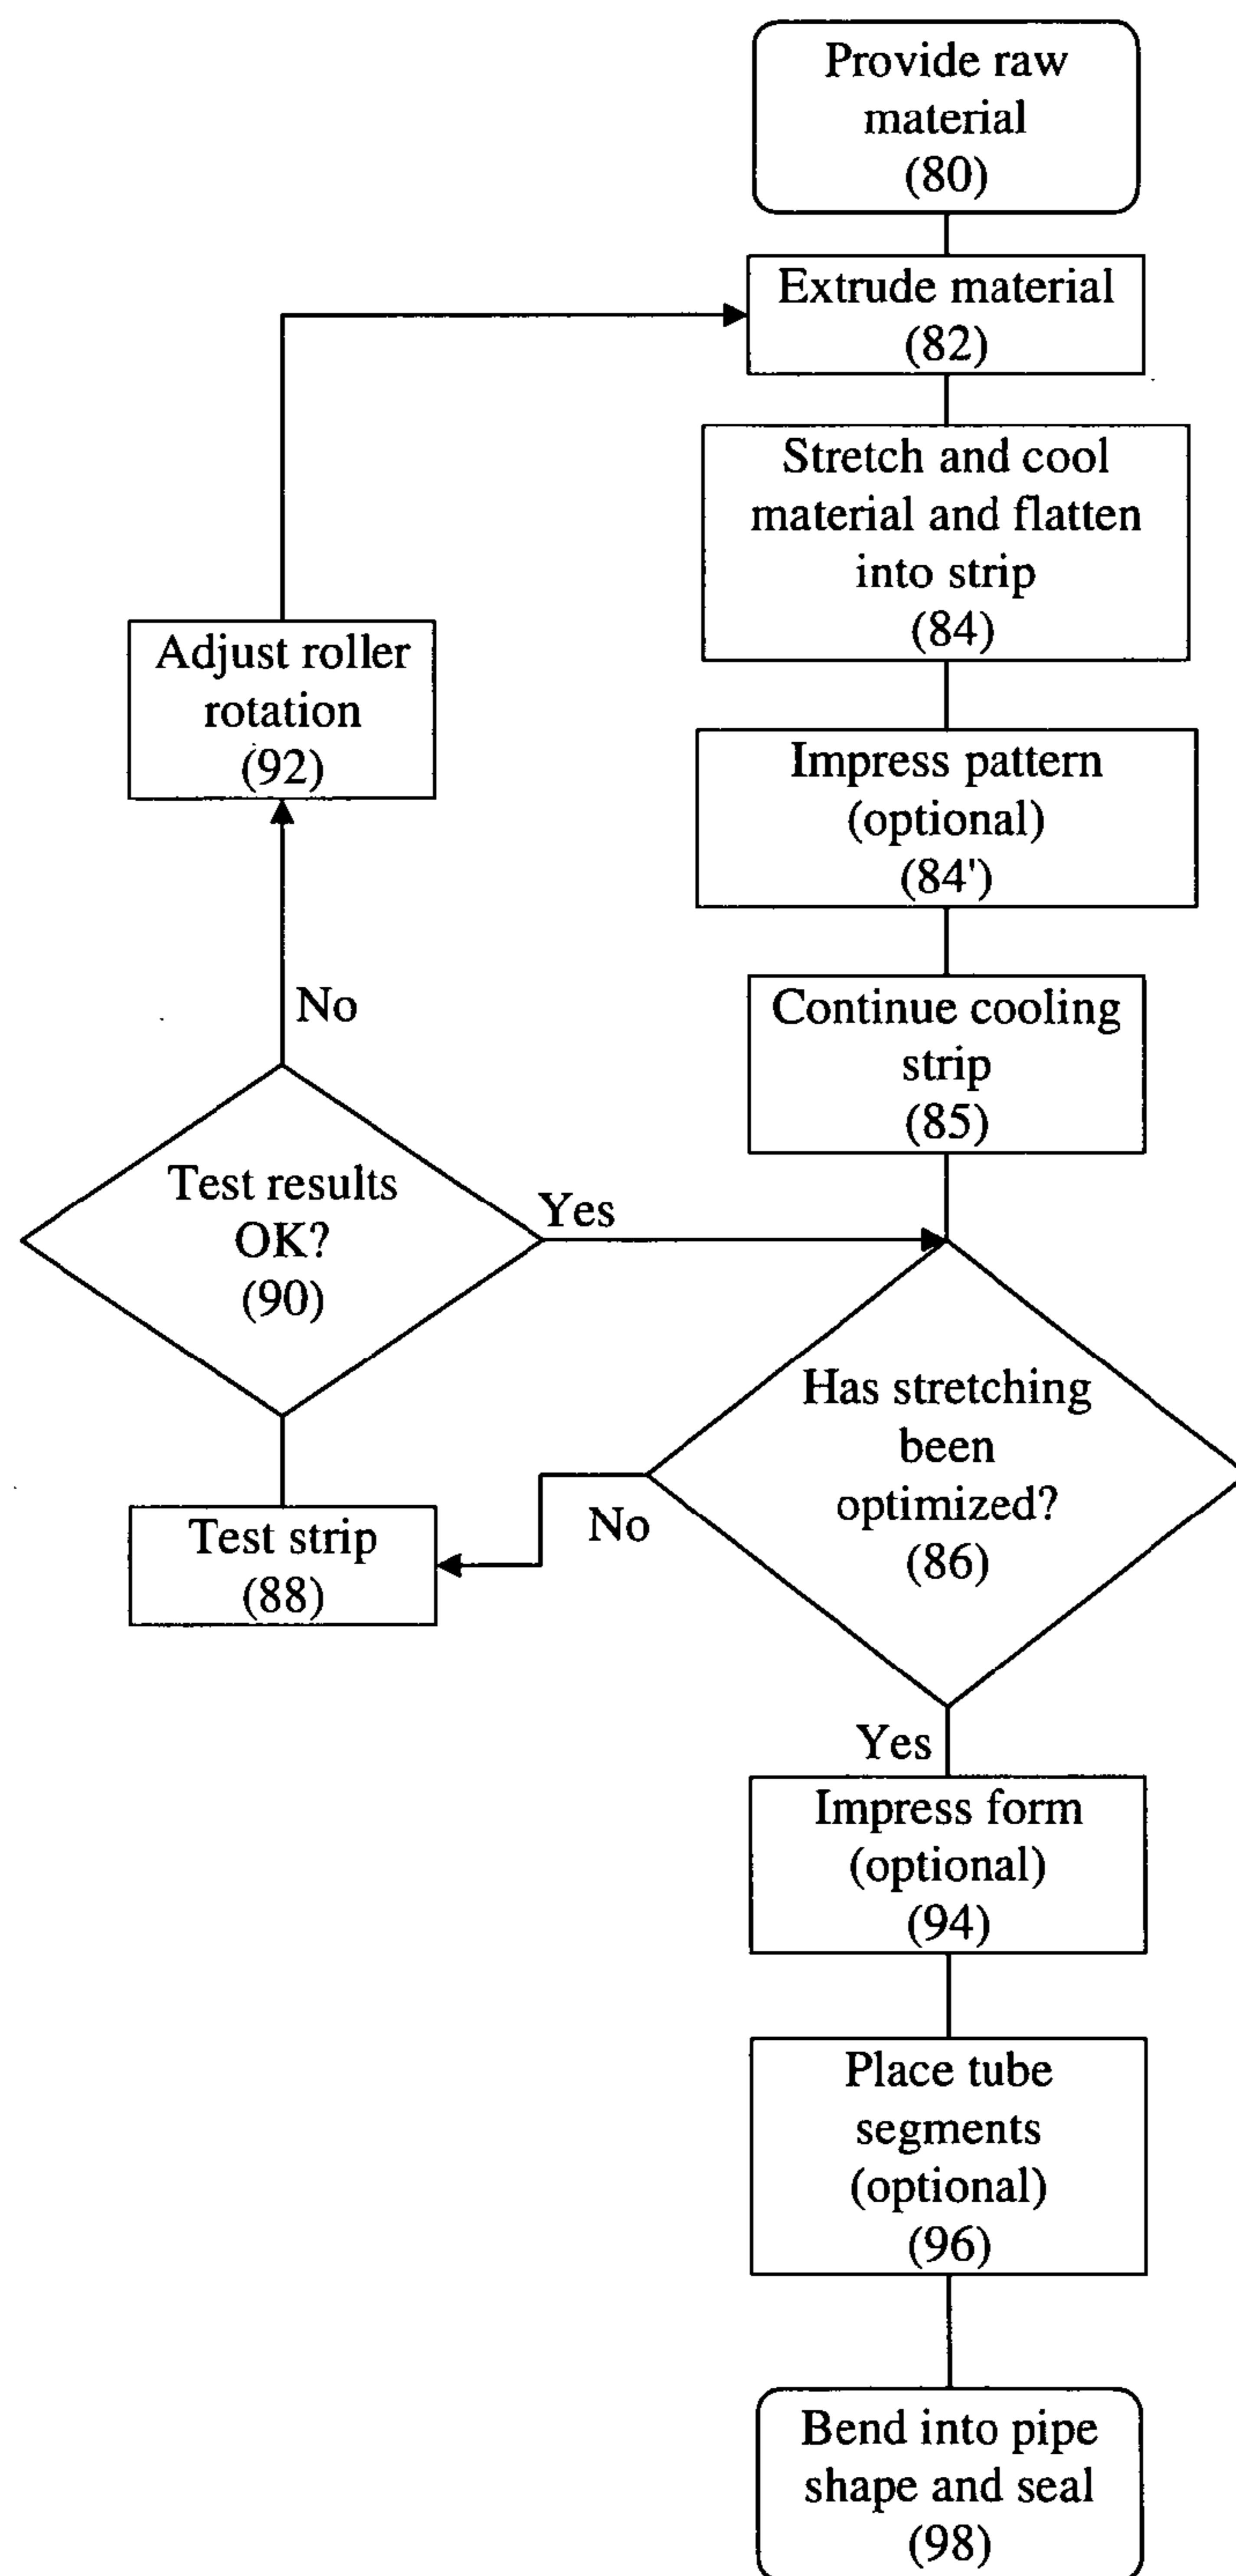 Provide raw
material
(80)
Extrude material
(82)
Stretch and cool
material and flatten
into strip
(84)
Impress pattern
(optional)
(84')
Continue cooling
strip
(85)
Has stretching
been
optimized?
(86)
No
Test strip
(88)
Test results
OK?
(90)
Yes
No
Adjust roller
rotation
(92)
Yes
Impress form
(optional)
(94)
Place tube
segments
(optional)
(96)
Bend into pipe
shape and seal
(98)